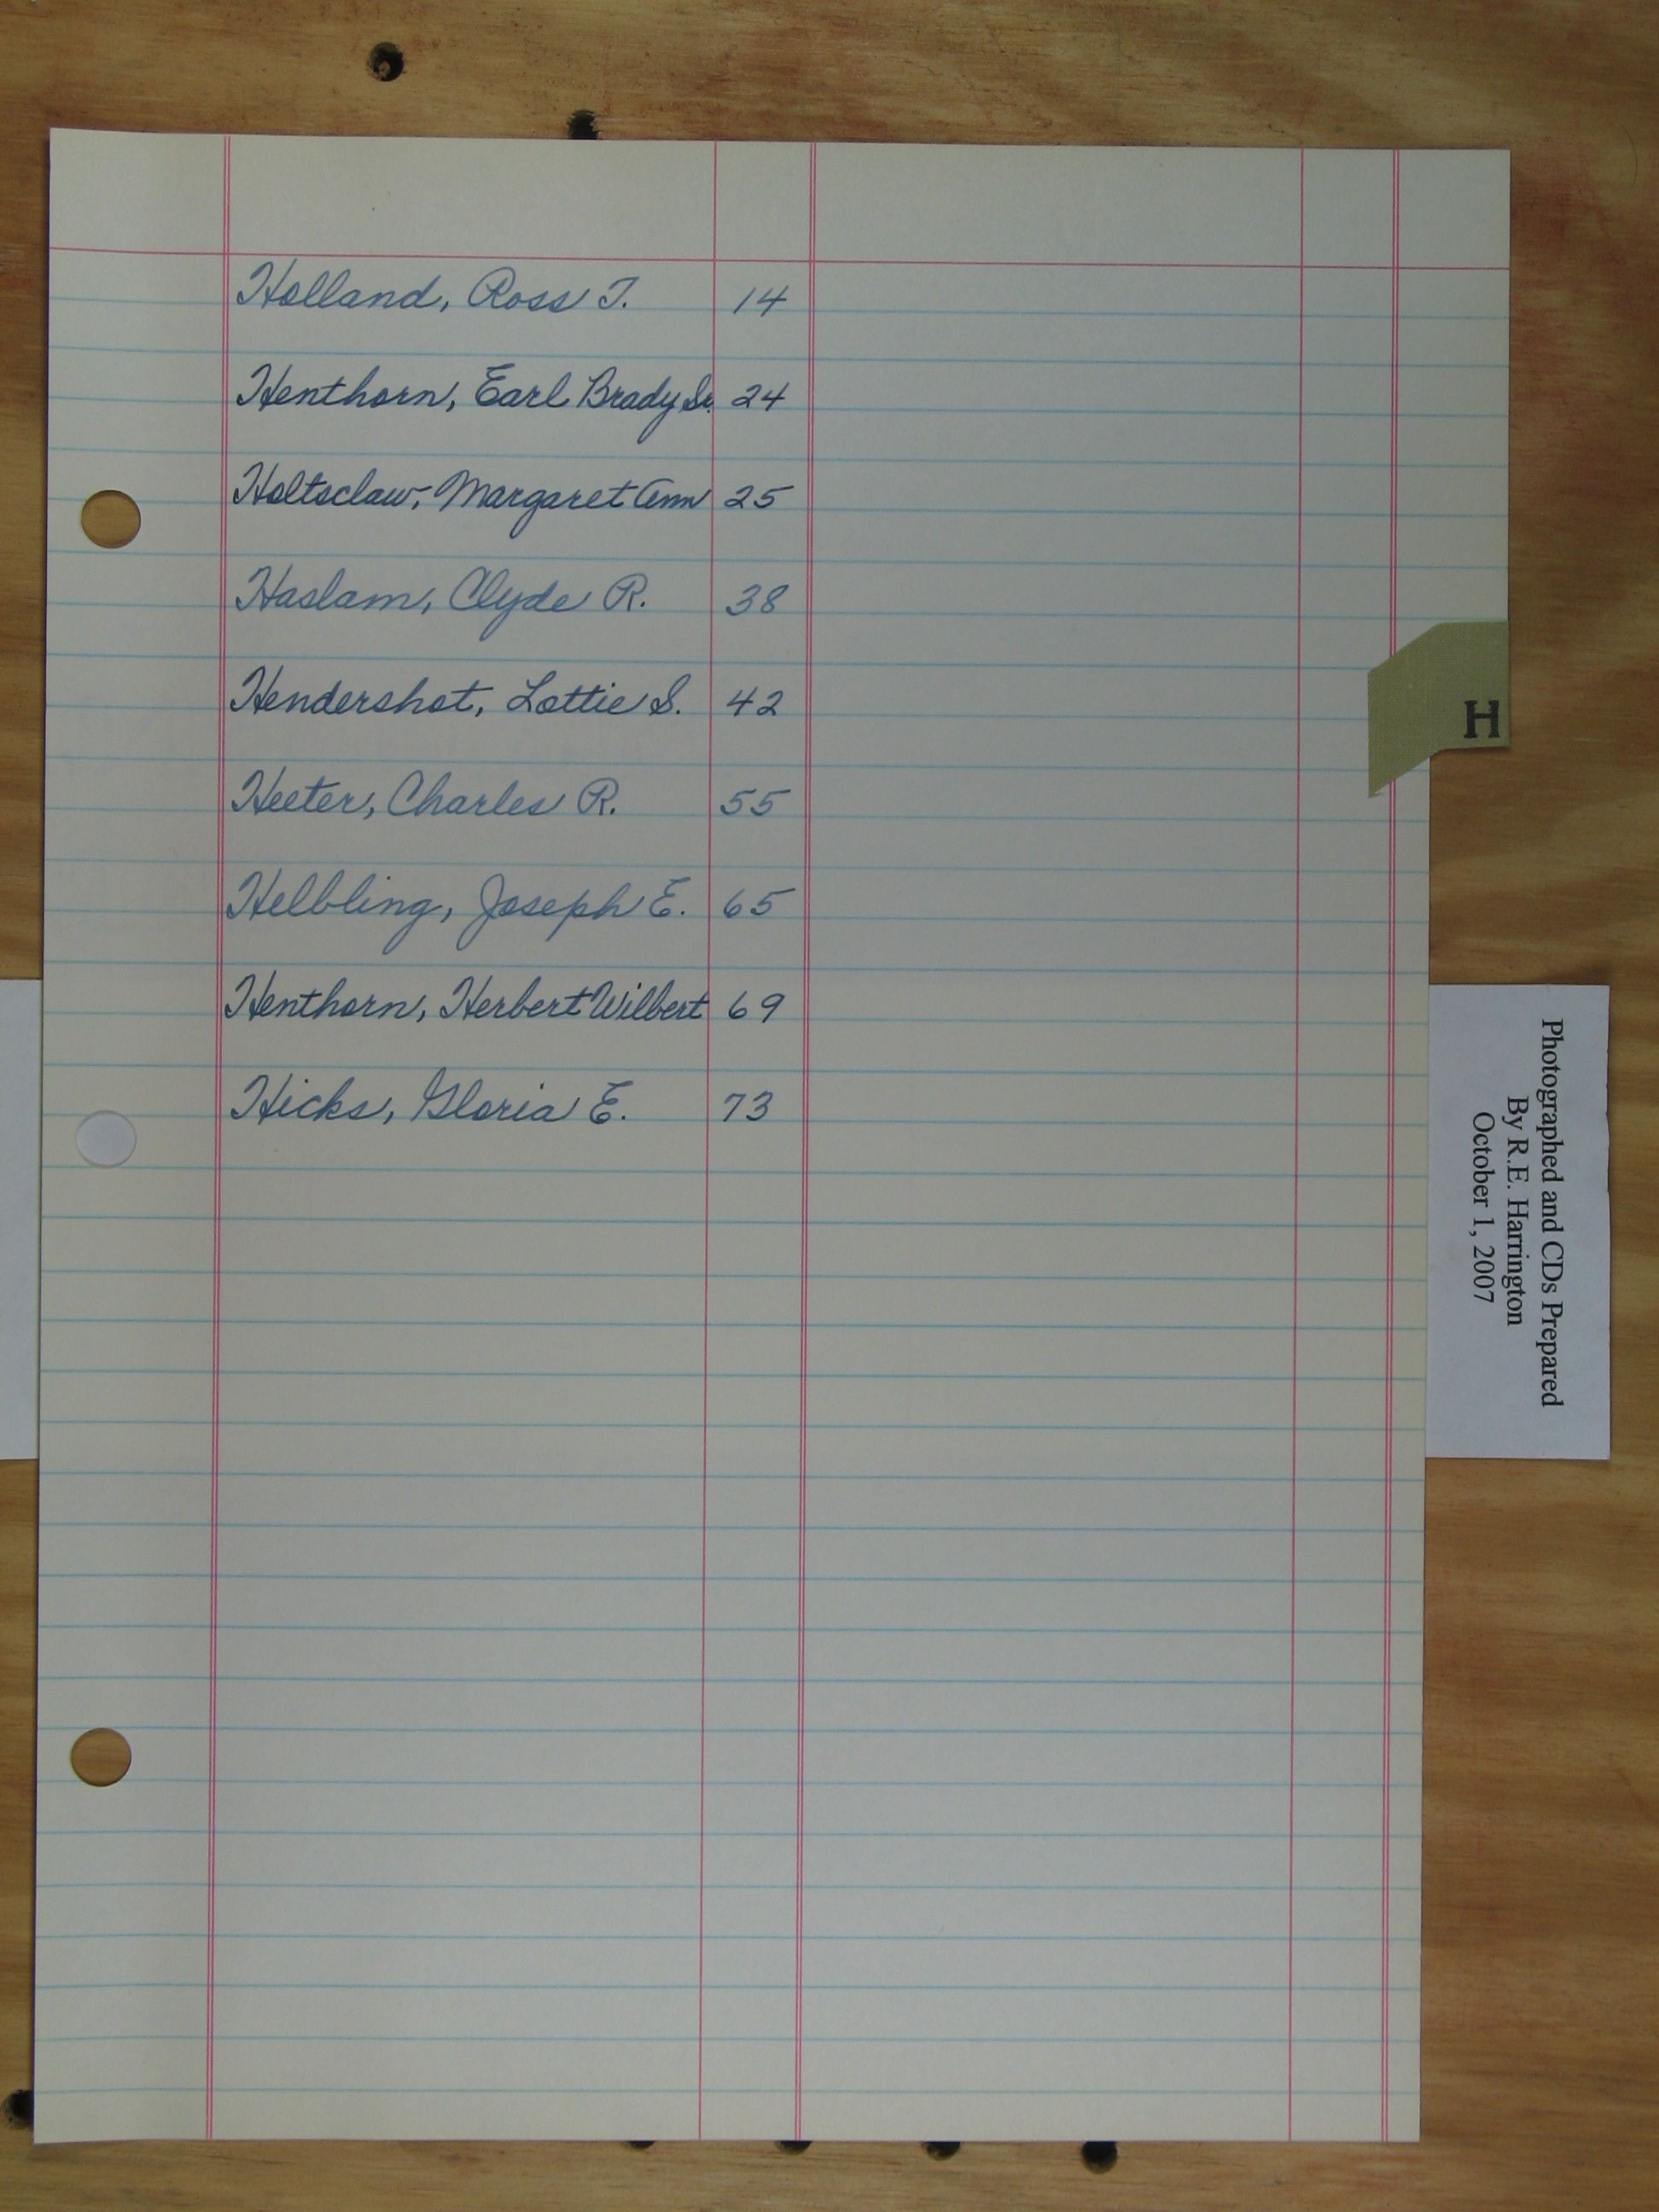 Holland, Ross T. 14
Henthorn, Earl Brady Sr. 24
Holtsclaw, Margaret Ann 25
Haslam, Clyde R. 38
Hendershot, Lottie S. 42
Heeter, Charles R. 55
Helbling, Joseph E. 65
Henthorn, Herbert Wilbert 69
Hicks, Gloria E. 73
H
Photographed and CDs Prepared
By R.E. Harrington
October 1, 2007